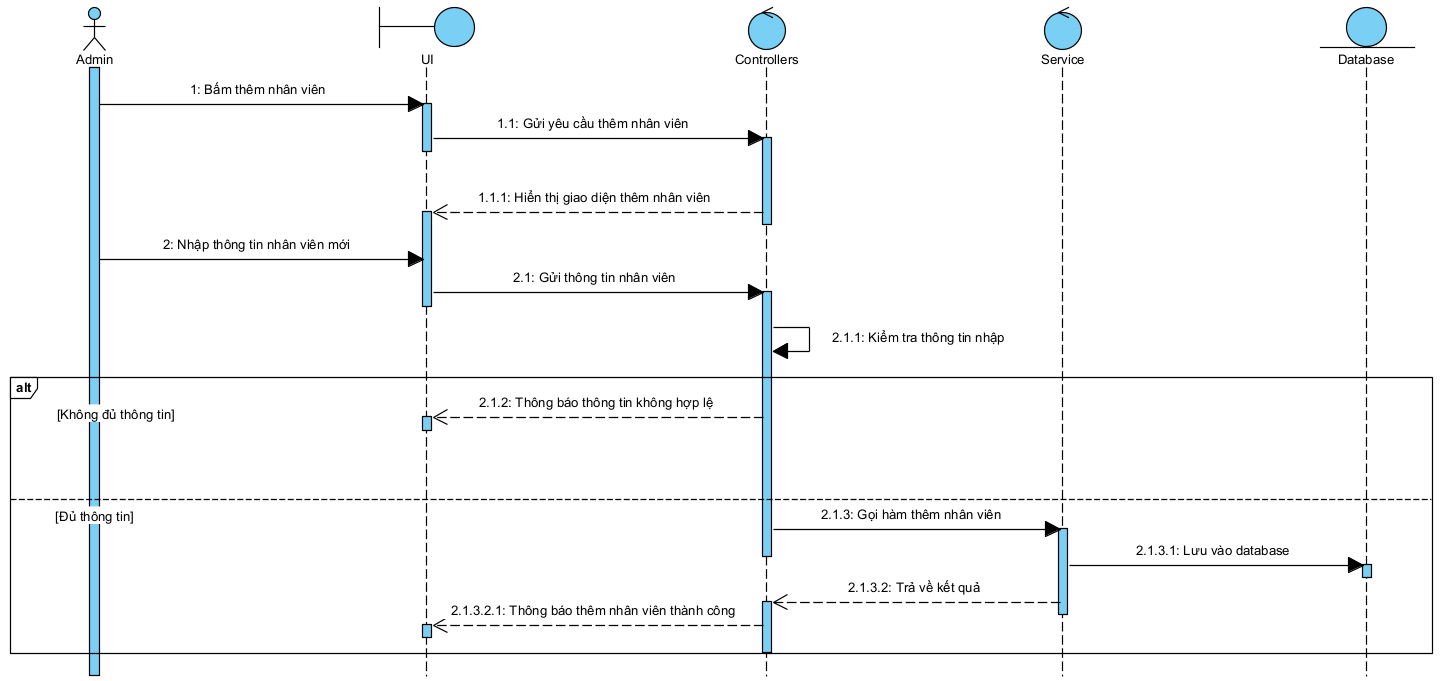 Admin
UI
Controllers
Service
Database
1: Bấm thêm nhân viên
1.1: Gửi yêu cầu thêm nhân viên
1.1.1: Hiển thị giao diện thêm nhân viên
2: Nhập thông tin nhân viên mới
2.1: Gửi thông tin nhân viên
2.1.1: Kiểm tra thông tin nhập
alt
2.1.2: Thông báo thông tin không hợp lệ
[Không đủ thông tin]
[Đủ thông tin]
2.1.3: Gọi hàm thêm nhân viên
2.1.3.1: Lưu vào database
2.1.3.2: Trả về kết quả
2.1.3.2.1: Thông báo thêm nhân viên thành công